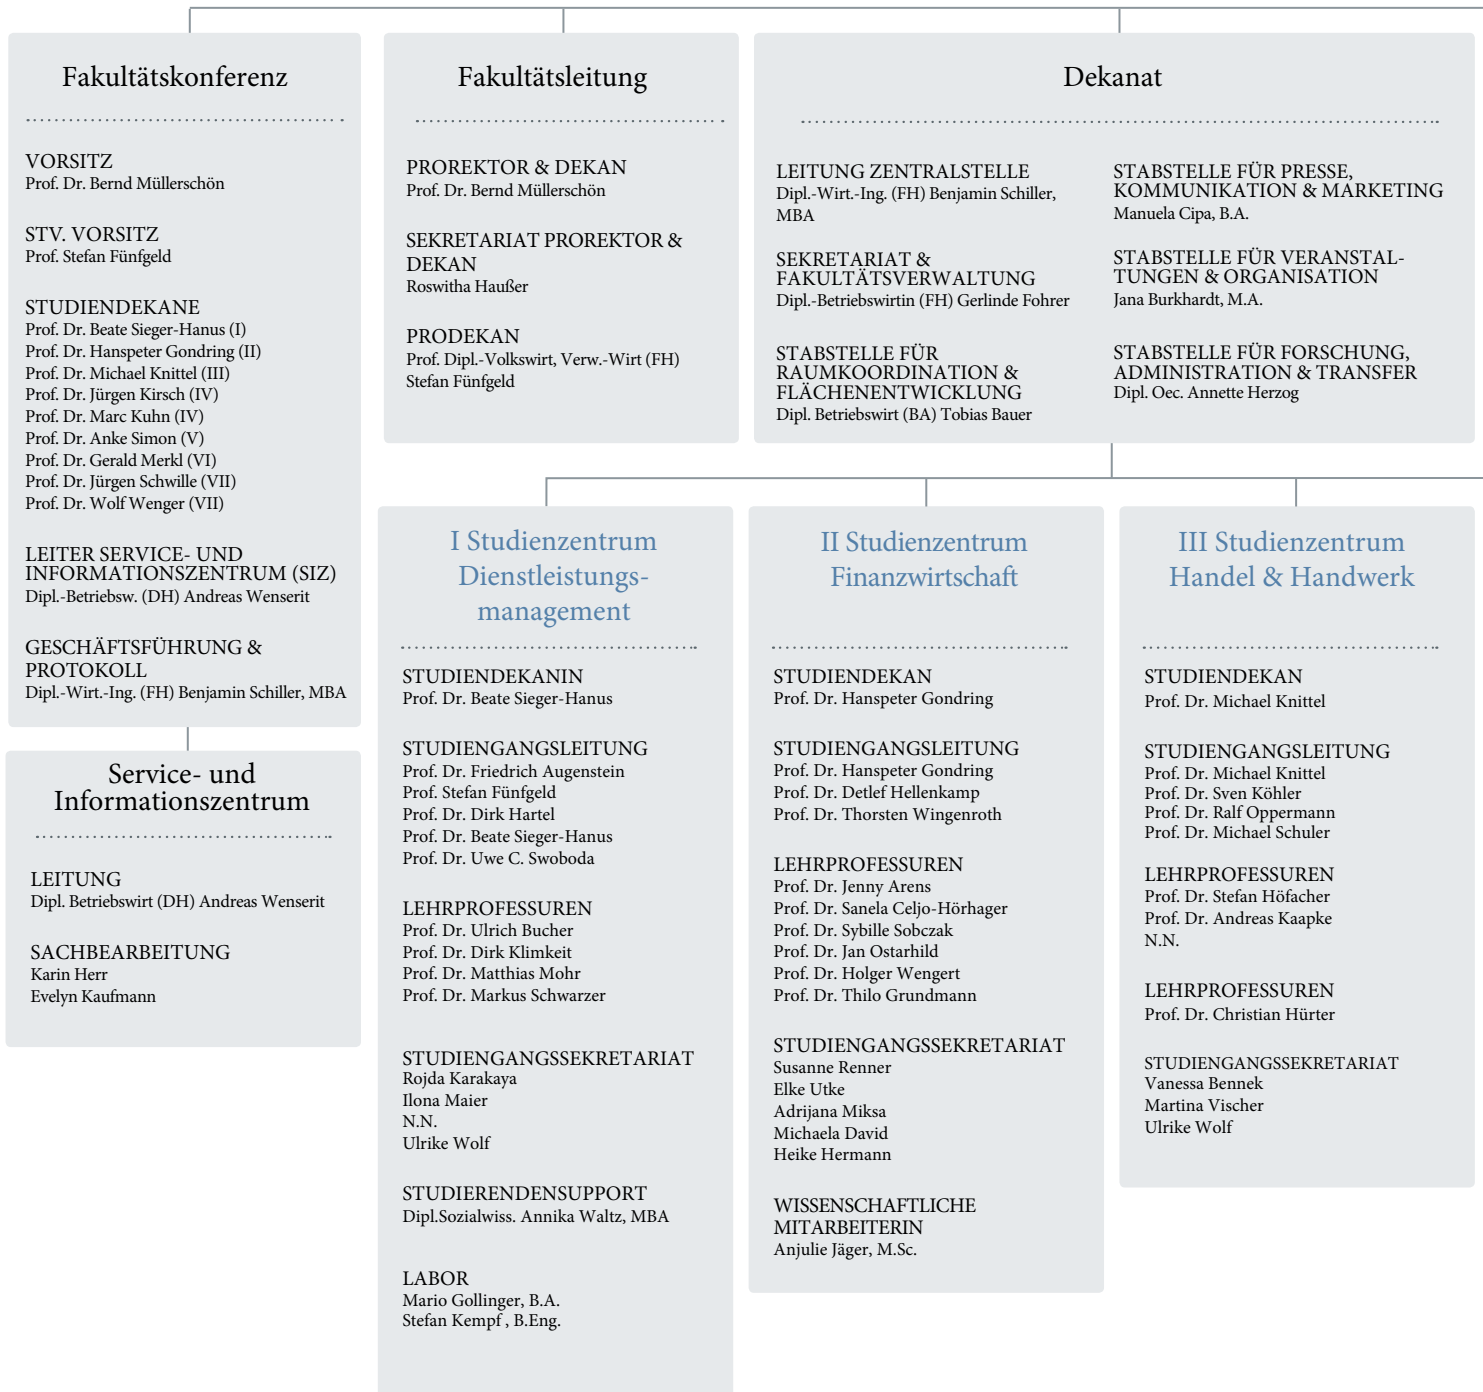 Fakultätskonferenz
VORSITZ
Prof. Dr. Bernd Müllerschön
STV. VORSITZ
Prof. Stefan Fünfgeld
STUDIENDEKANE
Prof. Dr. Beate Sieger-Hanus (I)
Prof. Dr. Hanspeter Gondring (II)
Prof. Dr. Michael Knittel (III)
Prof. Dr. Jürgen Kirsch (IV)
Prof. Dr. Marc Kuhn (IV)
Prof. Dr. Anke Simon (V)
Prof. Dr. Gerald Merkl (VI)
Prof. Dr. Jürgen Schwille (VII)
Prof. Dr. Wolf Wenger (VII)
LEITER SERVICE- UND
INFORMATIONSZENTRUM (SIZ)
Dipl.-Betriebsw. (DH) Andreas Wenserit
GESCHÄFTSFÜHRUNG &
PROTOKOLL
Dipl.-Wirt.-Ing. (FH) Benjamin Schiller, MBA
Service- und
Informationszentrum
LEITUNG
Dipl. Betriebswirt (DH) Andreas Wenserit
SACHBEARBEITUNG
Karin Herr
Evelyn Kaufmann
Fakultätsleitung
PROREKTOR & DEKAN
Prof. Dr. Bernd Müllerschön
SEKRETARIAT PROREKTOR &
DEKAN
Roswitha Haußer
PRODEKAN
Prof. Dipl.-Volkswirt, Verw.-Wirt (FH)
Stefan Fünfgeld
Dekanat
LEITUNG ZENTRALSTELLE
Dipl.-Wirt.-Ing. (FH) Benjamin Schiller,
MBA
SEKRETARIAT &
FAKULTÄTSVERWALTUNG
Dipl.-Betriebswirtin (FH) Gerlinde Fohrer
STABSTELLE FÜR
RAUMKOORDINATION &
FLÄCHENENTWICKLUNG
Dipl. Betriebswirt (BA) Tobias Bauer
STABSTELLE FÜR PRESSE,
KOMMUNIKATION & MARKETING
Manuela Cipa, B.A.
STABSTELLE FÜR VERANSTAL-
TUNGEN & ORGANISATION
Jana Burkhardt, M.A.
STABSTELLE FÜR FORSCHUNG,
ADMINISTRATION & TRANSFER
Dipl. Oec. Annette Herzog
I Studienzentrum
Dienstleistungs-
management
STUDIENDEKANIN
Prof. Dr. Beate Sieger-Hanus
STUDIENGANGSLEITUNG
Prof. Dr. Friedrich Augenstein
Prof. Stefan Fünfgeld
Prof. Dr. Dirk Hartel
Prof. Dr. Beate Sieger-Hanus
Prof. Dr. Uwe C. Swoboda
LEHRPROFESSUREN
Prof. Dr. Ulrich Bucher
Prof. Dr. Dirk Klimkeit
Prof. Dr. Matthias Mohr
Prof. Dr. Markus Schwarzer
STUDIENGANGSSEKRETARIAT
Rojda Karakaya
Ilona Maier
N.N.
Ulrike Wolf
STUDIERENDENSUPPORT
Dipl.Sozialwiss. Annika Waltz, MBA
LABOR
Mario Gollinger, B.A.
Stefan Kempf , B.Eng.
II Studienzentrum
Finanzwirtschaft
STUDIENDEKAN
Prof. Dr. Hanspeter Gondring
STUDIENGANGSLEITUNG
Prof. Dr. Hanspeter Gondring
Prof. Dr. Detlef Hellenkamp
Prof. Dr. Thorsten Wingenroth
LEHRPROFESSUREN
Prof. Dr. Jenny Arens
Prof. Dr. Sanela Celjo-Hörhager
Prof. Dr. Sybille Sobczak
Prof. Dr. Jan Ostarhild
Prof. Dr. Holger Wengert
Prof. Dr. Thilo Grundmann
STUDIENGANGSSEKRETARIAT
Susanne Renner
Elke Utke
Adrijana Miksa
Michaela David
Heike Hermann
WISSENSCHAFTLICHE
MITARBEITERIN
Anjulie Jäger, M.Sc.
III Studienzentrum
Handel & Handwerk
STUDIENDEKAN
Prof. Dr. Michael Knittel
STUDIENGANGSLEITUNG
Prof. Dr. Michael Knittel
Prof. Dr. Sven Köhler
Prof. Dr. Ralf Oppermann
Prof. Dr. Michael Schuler
LEHRPROFESSUREN
Prof. Dr. Stefan Höfacher
Prof. Dr. Andreas Kaapke
N.N.
LEHRPROFESSUREN
Prof. Dr. Christian Hürter
STUDIENGANGSSEKRETARIAT
Vanessa Bennek
Martina Vischer
Ulrike Wolf